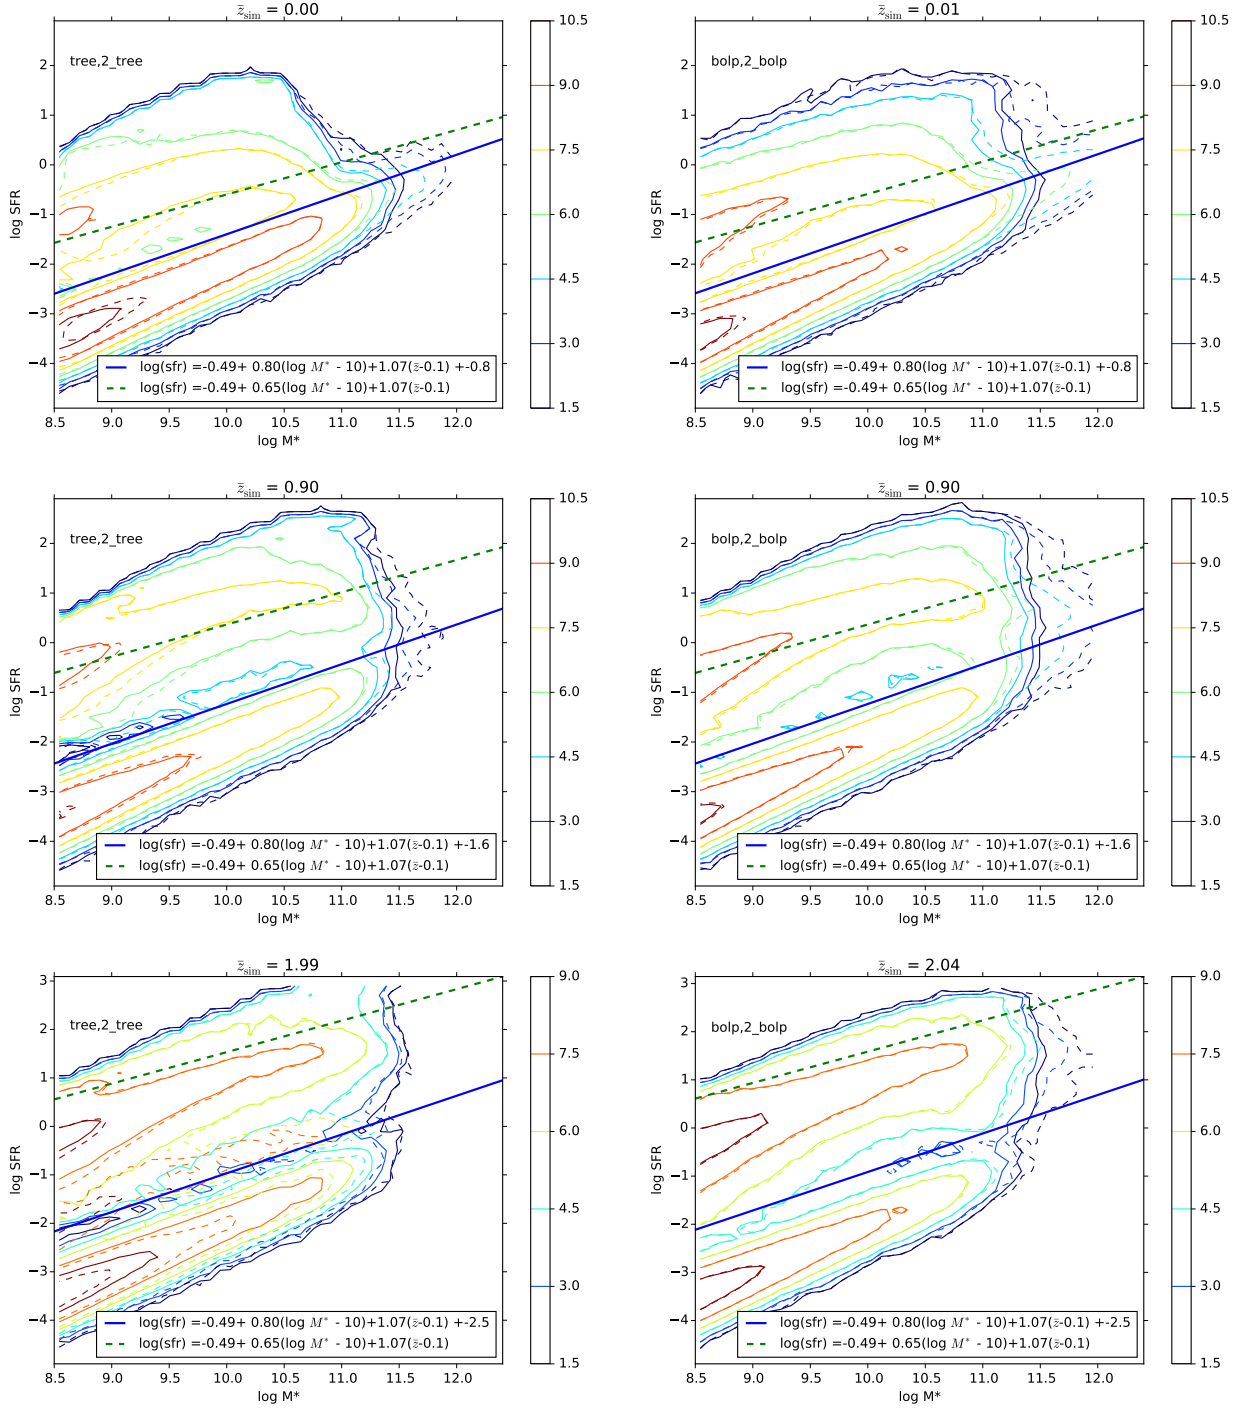 z̄sim = 0.00
tree,2_tree
log SFR
2
1
0
−1
−2
−3
−4
log(sfr) =-0.49+ 0.80(log M* - 10)+1.07(z̄-0.1) +-0.8
log(sfr) =-0.49+ 0.65(log M* - 10)+1.07(z̄-0.1)
8.5 9.0 9.5 10.0 10.5 11.0 11.5 12.0
log M*
10.5
9.0
7.5
6.0
4.5
3.0
1.5
z̄sim = 0.01
bolp,2_bolp
log SFR
2
1
0
−1
−2
−3
−4
log(sfr) =-0.49+ 0.80(log M* - 10)+1.07(z̄-0.1) +-0.8
log(sfr) =-0.49+ 0.65(log M* - 10)+1.07(z̄-0.1)
8.5 9.0 9.5 10.0 10.5 11.0 11.5 12.0
log M*
10.5
9.0
7.5
6.0
4.5
3.0
1.5
z̄sim = 0.90
tree,2_tree
log SFR
2
1
0
−1
−2
−3
−4
log(sfr) =-0.49+ 0.80(log M* - 10)+1.07(z̄-0.1) +-1.6
log(sfr) =-0.49+ 0.65(log M* - 10)+1.07(z̄-0.1)
8.5 9.0 9.5 10.0 10.5 11.0 11.5 12.0
log M*
10.5
9.0
7.5
6.0
4.5
3.0
1.5
z̄sim = 0.90
bolp,2_bolp
log SFR
2
1
0
−1
−2
−3
−4
log(sfr) =-0.49+ 0.80(log M* - 10)+1.07(z̄-0.1) +-1.6
log(sfr) =-0.49+ 0.65(log M* - 10)+1.07(z̄-0.1)
8.5 9.0 9.5 10.0 10.5 11.0 11.5 12.0
log M*
10.5
9.0
7.5
6.0
4.5
3.0
1.5
z̄sim = 1.99
tree,2_tree
log SFR
3
2
1
0
−1
−2
−3
−4
log(sfr) =-0.49+ 0.80(log M* - 10)+1.07(z̄-0.1) +-2.5
log(sfr) =-0.49+ 0.65(log M* - 10)+1.07(z̄-0.1)
8.5 9.0 9.5 10.0 10.5 11.0 11.5 12.0
log M*
9.0
7.5
6.0
4.5
3.0
1.5
z̄sim = 2.04
bolp,2_bolp
log SFR
3
2
1
0
−1
−2
−3
−4
log(sfr) =-0.49+ 0.80(log M* - 10)+1.07(z̄-0.1) +-2.5
log(sfr) =-0.49+ 0.65(log M* - 10)+1.07(z̄-0.1)
8.5 9.0 9.5 10.0 10.5 11.0 11.5 12.0
log M*
9.0
7.5
6.0
4.5
3.0
1.5